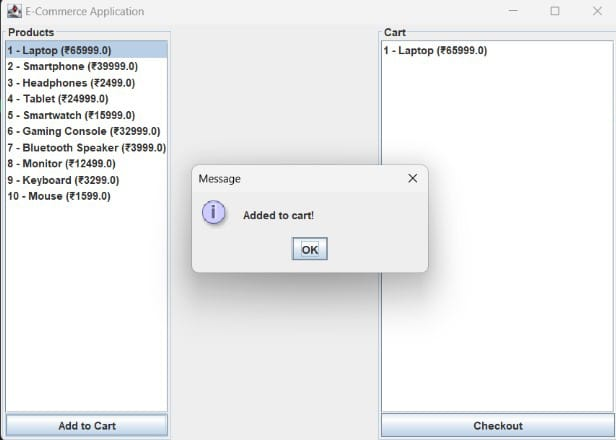 E-Commerce Application
Products
1 - Laptop (₹65999.0)
2 - Smartphone (₹39999.0)
3 - Headphones (₹2499.0)
4 - Tablet (₹24999.0)
5 - Smartwatch (₹15999.0)
6 - Gaming Console (₹32999.0)
7 - Bluetooth Speaker (₹3999.0)
8 - Monitor (₹12499.0)
9 - Keyboard (₹3299.0)
10 - Mouse (₹1599.0)
Add to Cart
Message
Added to cart!
OK
Cart
1 - Laptop (₹65999.0)
Checkout